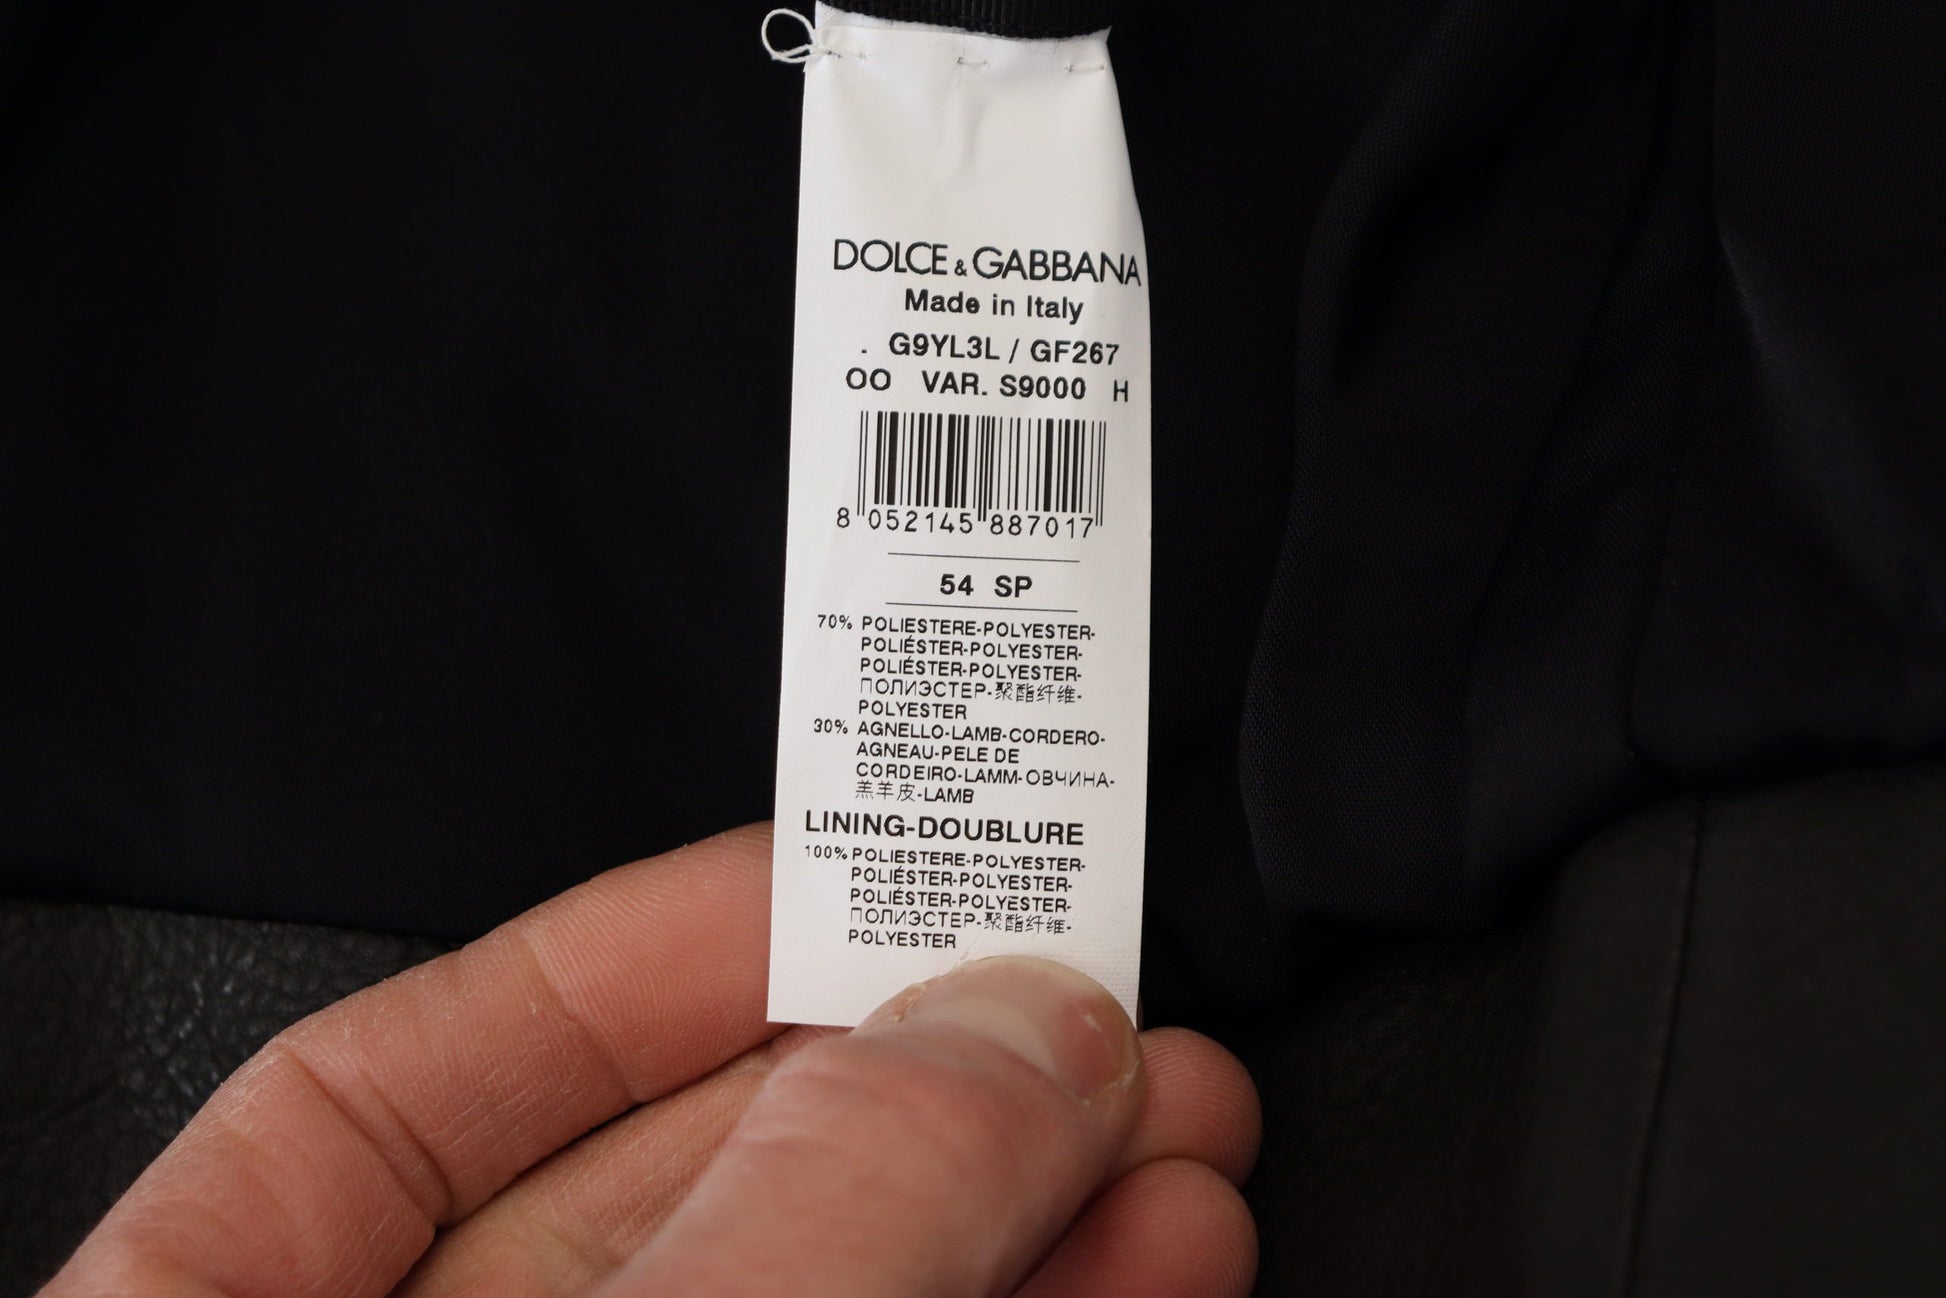 DOLCE & GABBANA
Made in Italy
. G9YL3L / GF267
OO VAR. S9000 H
8 052145 887017
54 SP
70% POLIESTERE-POLYESTER-
POLIÉSTER-POLYESTER-
POLIÉSTER-POLYESTER-
ПОЛИЭСТЕР-聚酯纤维-
POLYESTER
30% AGNELLO-LAMB-CORDERO-
AGNEAU-PELE DE
CORDEIRO-LAMM-ОВЧИНА-
羔羊皮-LAMB
LINING-DOUBLURE
100% POLIESTERE-POLYESTER-
POLIÉSTER-POLYESTER-
POLIÉSTER-POLYESTER-
ПОЛИЭСТЕР-聚酯纤维-
POLYESTER